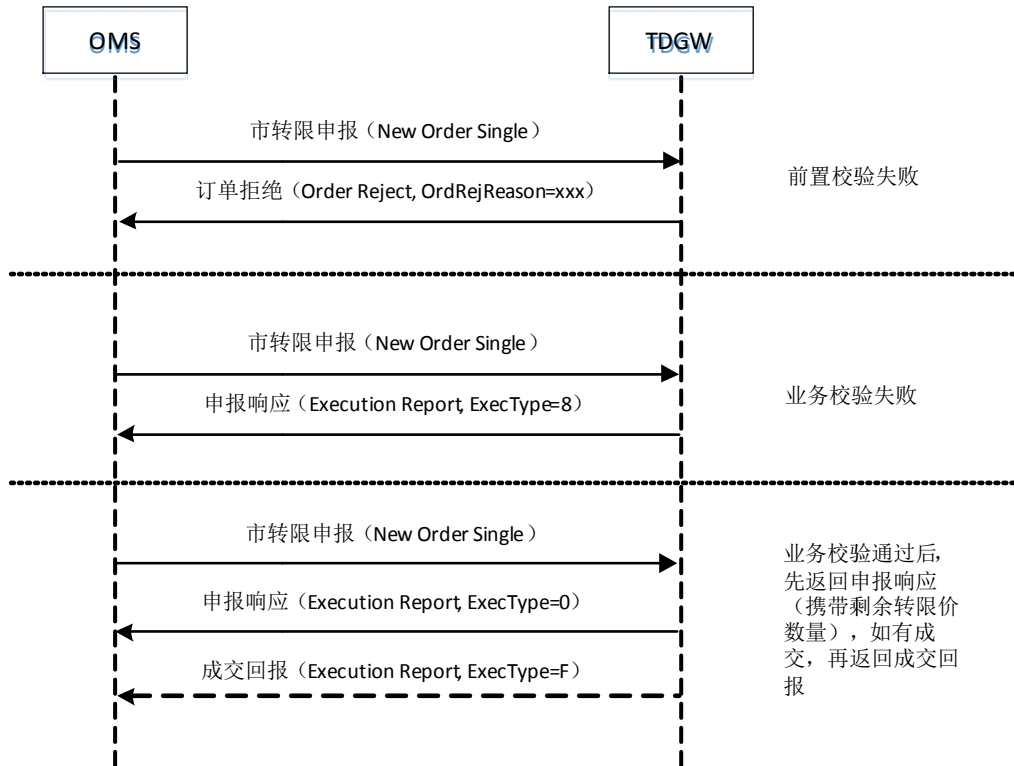 OMS
TDGW
市转限申报（New Order Single）
订单拒绝（Order Reject, OrdRejReason=xxx）
前置校验失败
市转限申报（New Order Single）
申报响应（Execution Report, ExecType=8）
业务校验失败
市转限申报（New Order Single）
申报响应（Execution Report, ExecType=0）
成交回报（Execution Report, ExecType=F）
业务校验通过后，
先返回申报响应
（携带剩余转限价
数量），如有成
交，再返回成交回
报